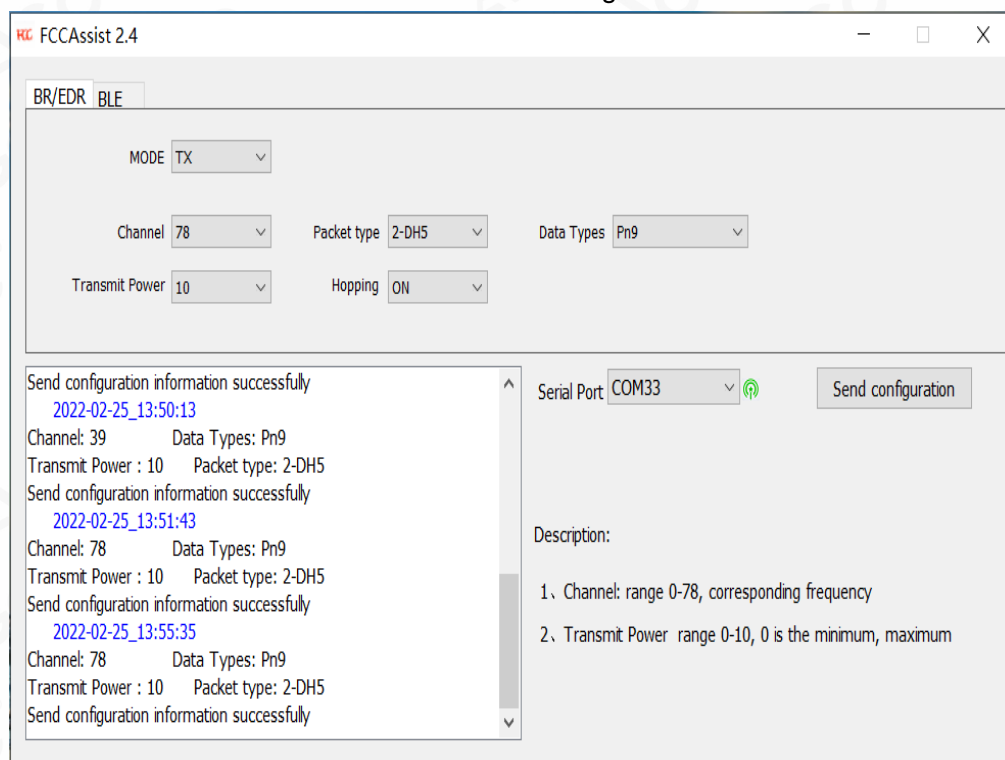 FCC FCCAssist 2.4
BR/EDR BLE
MODE TX
Channel 78 Packet type 2-DH5 Data Types Pn9
Transmit Power 10 Hopping ON
Send configuration information successfully
2022-02-25_13:50:13
Channel: 39 Data Types: Pn9
Transmit Power : 10 Packet type: 2-DH5
Send configuration information successfully
2022-02-25_13:51:43
Channel: 78 Data Types: Pn9
Transmit Power : 10 Packet type: 2-DH5
Send configuration information successfully
2022-02-25_13:55:35
Channel: 78 Data Types: Pn9
Transmit Power : 10 Packet type: 2-DH5
Send configuration information successfully
Serial Port COM33 Send configuration
Description:
1、Channel: range 0-78, corresponding frequency
2、Transmit Power range 0-10, 0 is the minimum, maximum